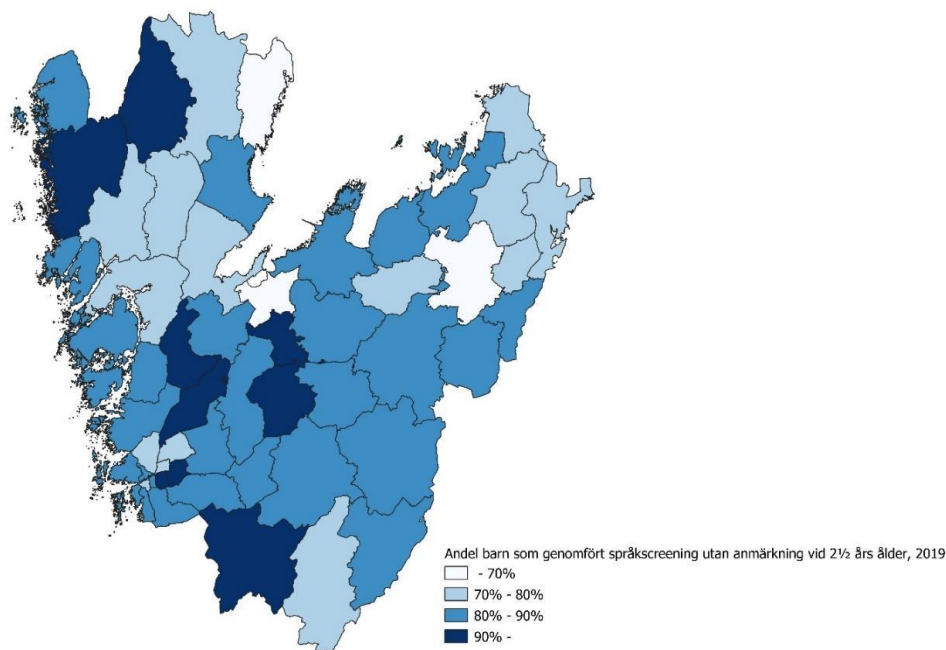 Andel barn som genomfört språkscreening utan anmärkning vid 2½ års ålder, 2019
- 70%
70% - 80%
80% - 90%
90% -